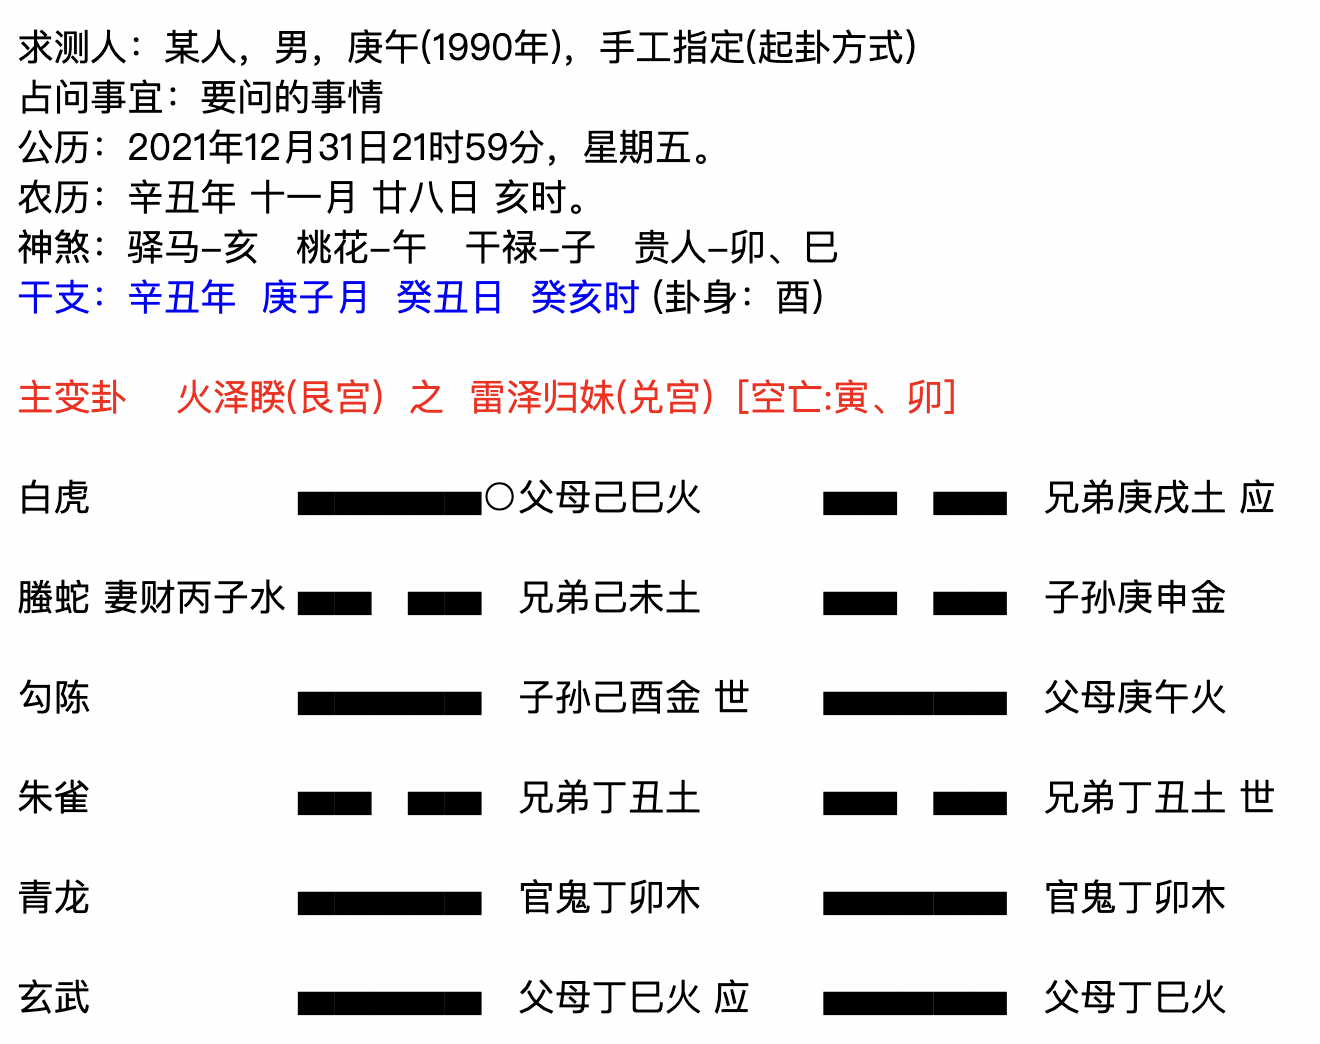 求测人：某人，男，庚午(1990年)，手工指定(起卦方式)
占问事宜：要问的事情
公历：2021年12月31日21时59分，星期五。
农历：辛丑年 十一月 廿八日 亥时。
神煞：驿马–亥 桃花–午 干禄–子 贵人–卯、巳
干支：辛丑年 庚子月 癸丑日 癸亥时 (卦身：酉)
主变卦 火泽睽(艮宫) 之 雷泽归妹(兑宫) [空亡:寅、卯]
白虎 ○父母己巳火 兄弟庚戌土 应
螣蛇 妻财丙子水 兄弟己未土 子孙庚申金
勾陈 子孙己酉金 世 父母庚午火
朱雀 兄弟丁丑土 兄弟丁丑土 世
青龙 官鬼丁卯木 官鬼丁卯木
玄武 父母丁巳火 应 父母丁巳火